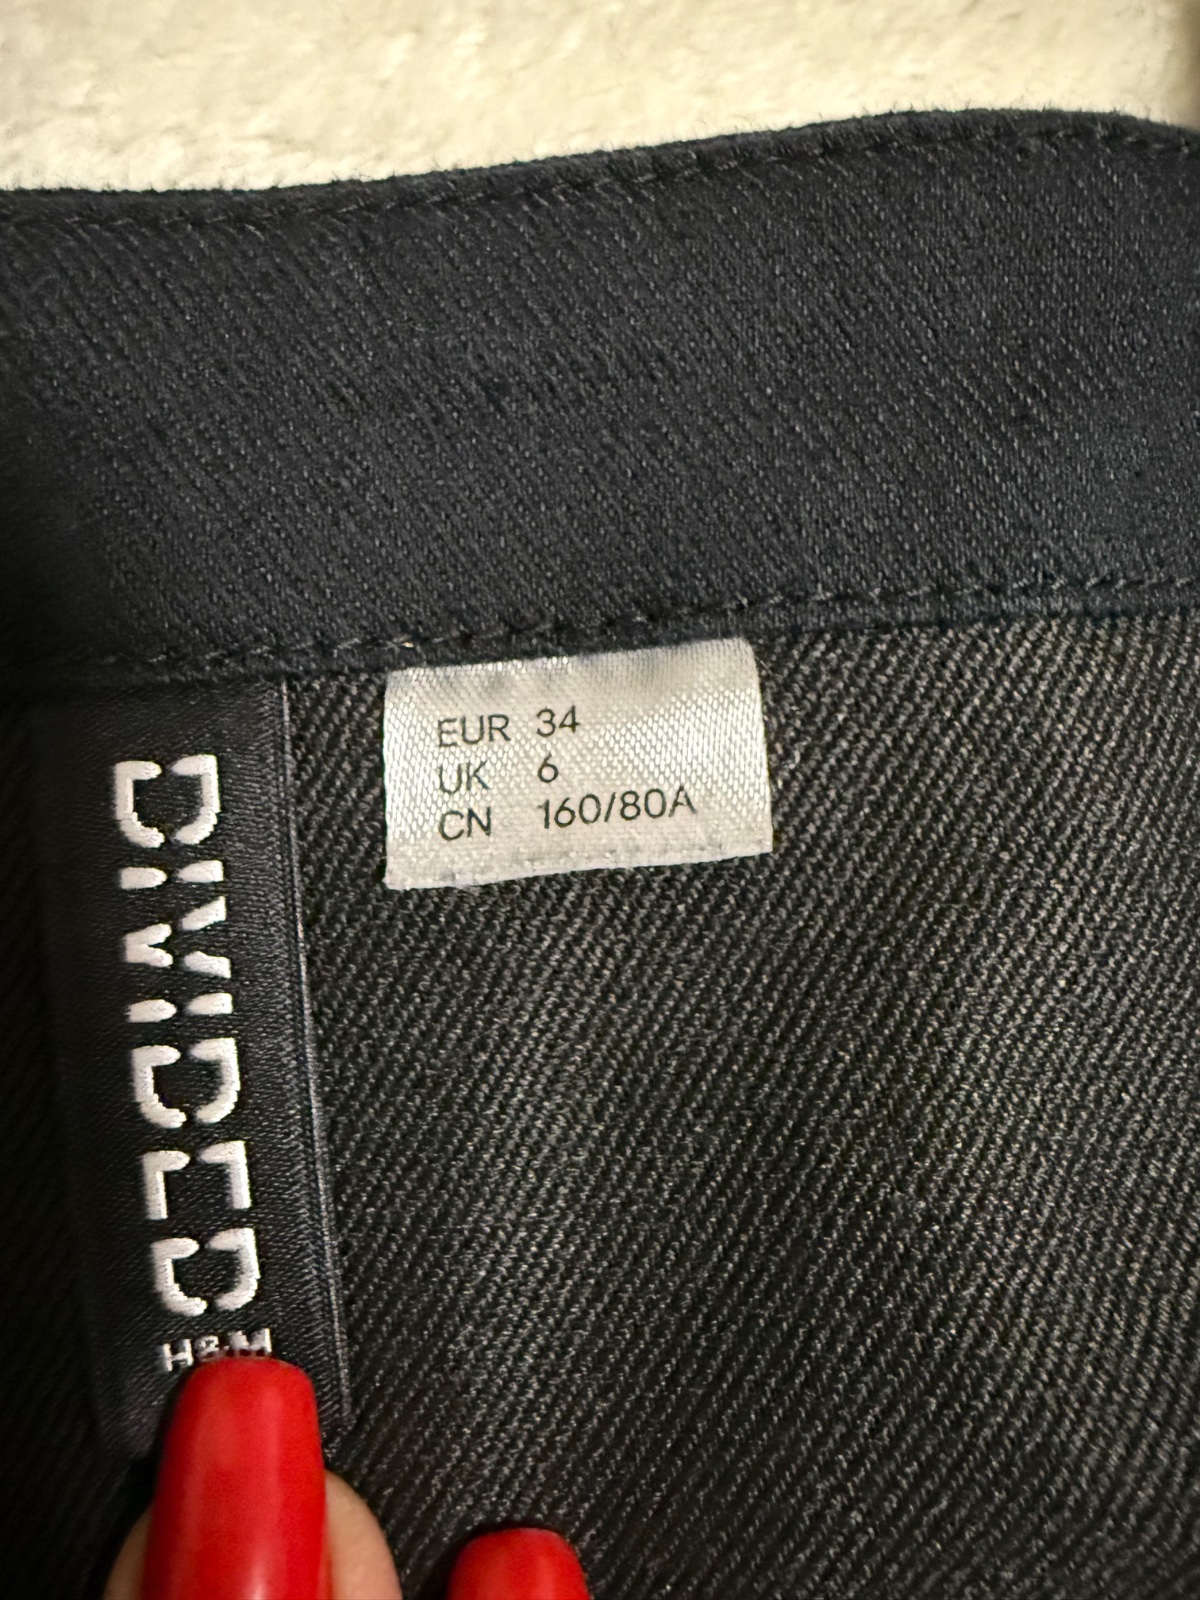 EUR 34
UK 6
CN 160/80A
DIVIDED
H&M